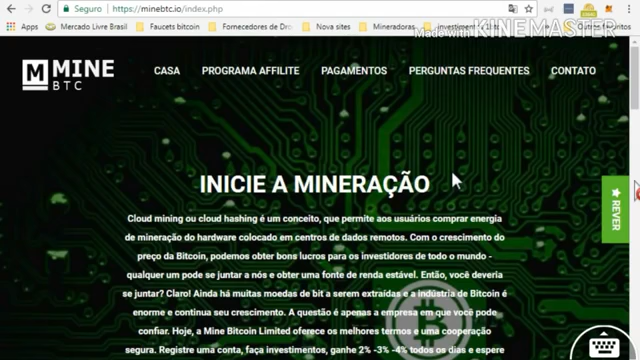 Seguro
https://minebtc.io/index.php
Apps
Mercado Livre Brasil
Faucets bitcoin
Fornecedores de Dro
Nova sites
Mineradoras
investiment
Outros favoritos
Made with KINEMASTER
M MINE
BTC
CASA
PROGRAMA AFFILITE
PAGAMENTOS
PERGUNTAS FREQUENTES
CONTATO
INICIE A MINERAÇÃO
Cloud mining ou cloud hashing é um conceito, que permite aos usuários comprar energia
de mineração do hardware colocado em centros de dados remotos. Com o crescimento do
preço da Bitcoin, podemos obter bons lucros para os investidores de todo o mundo -
qualquer um pode se juntar a nós e obter uma fonte de renda estável. Então, você deveria
se juntar? Claro! Ainda há muitas moedas de bit a serem extraídas e a indústria de Bitcoin é
enorme e continua seu crescimento. A questão é apenas a empresa em que você pode
confiar. Hoje, a Mine Bitcoin Limited oferece os melhores termos e uma cooperação
segura. Registre uma conta, faça investimentos, ganhe 2% -3% -4% todos os dias e espere
REVER